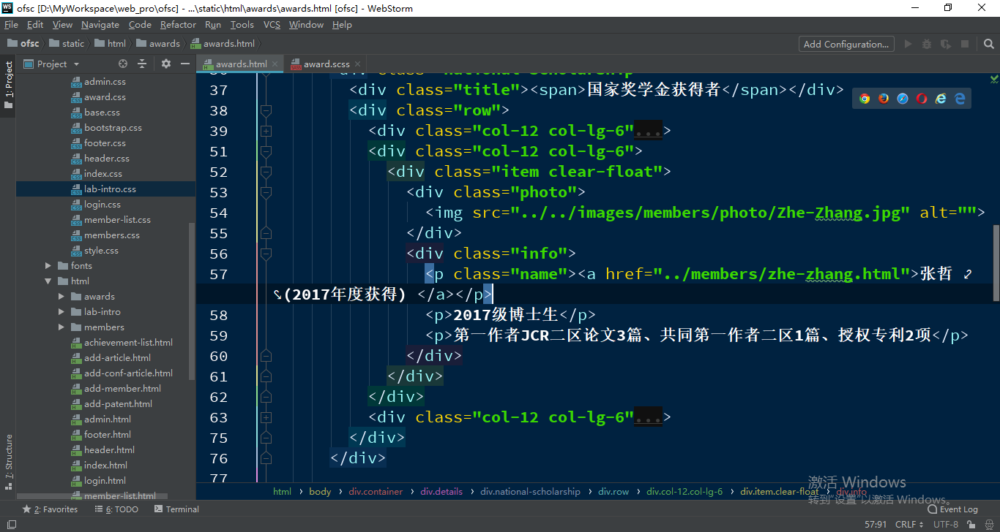 WS ofsc [D:\MyWorkspace\web_pro\ofsc] - ...\static\html\awards\awards.html [ofsc] - WebStorm
File Edit View Navigate Code Refactor Run Tools VCS Window Help
ofsc static html awards awards.html Add Configuration...
Project awards.html award.scss
1: Project
admin.css
award.css
base.css
bootstrap.css
footer.css
header.css
index.css
lab-intro.css
login.css
member-list.css
members.css
style.css
fonts
html
awards
lab-intro
members
achievement-list.html
add-article.html
add-conf-article.html
add-member.html
add-patent.html
admin.html
footer.html
header.html
index.html
login.html
member-list.html
7: Structure
37 <div class="title"><span>国家奖学金获得者</span></div>
38 <div class="row">
39 <div class="col-12 col-lg-6"...>
51 <div class="col-12 col-lg-6">
52 <div class="item clear-float">
53 <div class="photo">
54 <img src="../../images/members/photo/Zhe-Zhang.jpg" alt="">
55 </div>
56 <div class="info">
57 <p class="name"><a href="../members/zhe-zhang.html">张哲
(2017年度获得) </a></p>
58 <p>2017级博士生</p>
59 <p>第一作者JCR二区论文3篇、共同第一作者二区1篇、授权专利2项</p>
60 </div>
61 </div>
62 </div>
63 <div class="col-12 col-lg-6"...>
75 </div>
76 </div>
77
html › body › div.container › div.details › div.national-scholarship › div.row › div.col-12.col-lg-6 › div.item.clear-float › div.info
激活 Windows
转到"设置"以激活 Windows。
2: Favorites 6: TODO Terminal Event Log
57:91 CRLF UTF-8